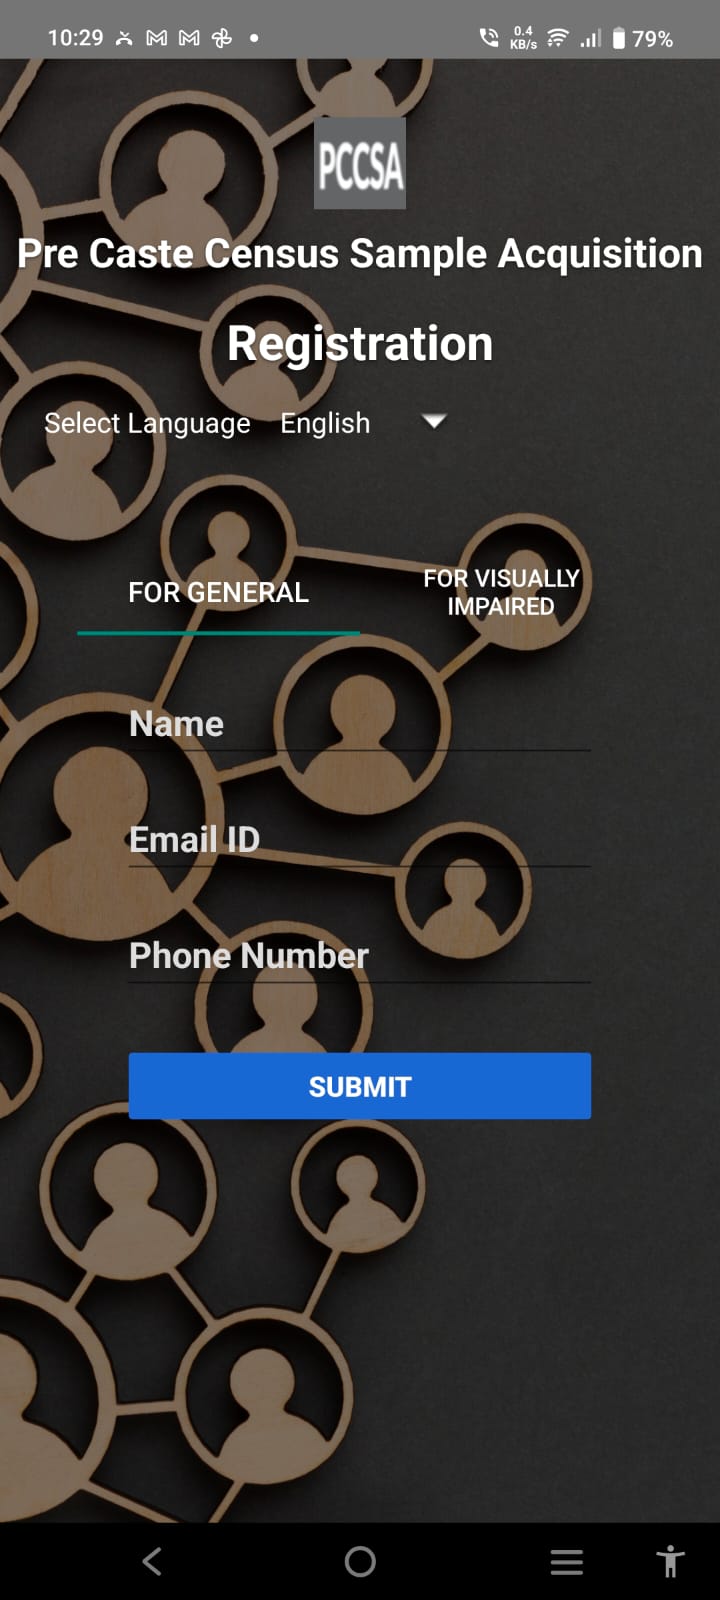 10:29
0.4
KB/s
79%
PCCSA
Pre Caste Census Sample Acquisition
Registration
Select Language English
FOR GENERAL
FOR VISUALLY
IMPAIRED
Name
Email ID
Phone Number
SUBMIT